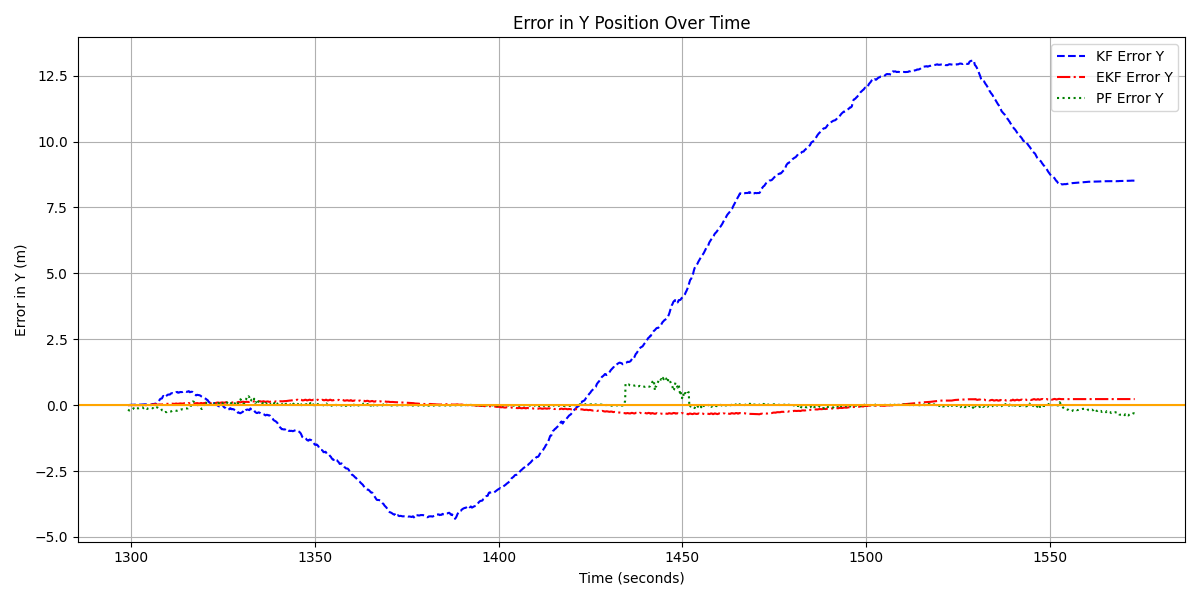 Error in Y Position Over Time
KF Error Y
EKF Error Y
PF Error Y
Error in Y (m)
12.5
10.0
7.5
5.0
2.5
0.0
−2.5
−5.0
1300 1350 1400 1450 1500 1550
Time (seconds)